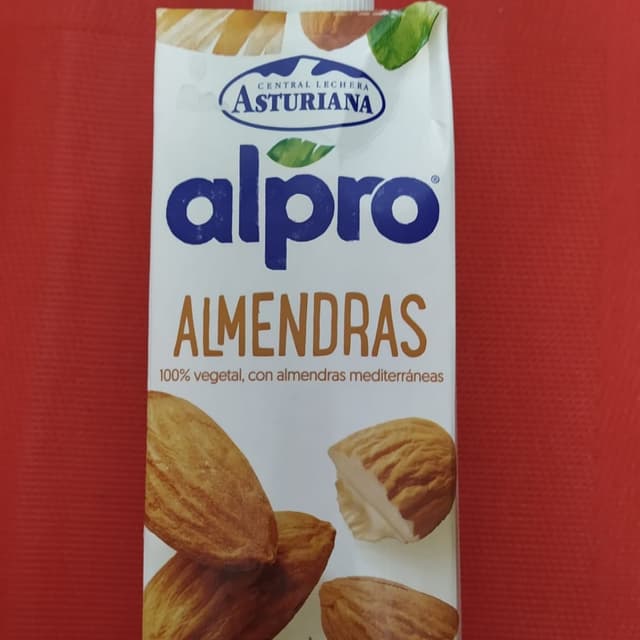 CENTRAL LECHERA
ASTURIANA
alpro®
ALMENDRAS
100% vegetal, con almendras mediterráneas